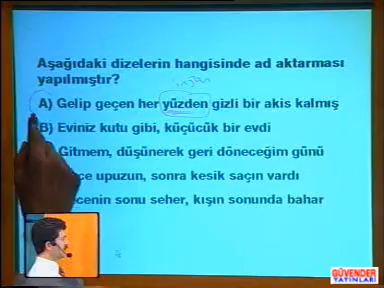 Aşağıdaki dizelerin hangisinde ad aktarması
yapılmıştır?
insan
A) Gelip geçen her yüzden gizli bir akis kalmış
B) Eviniz kutu gibi, küçücük bir evdi
Gitmem, düşünerek geri döneceğim günü
upuzun, sonra kesik saçın vardı
sonu seher, kışın sonunda bahar
GÜVENDER
YAYINLARI